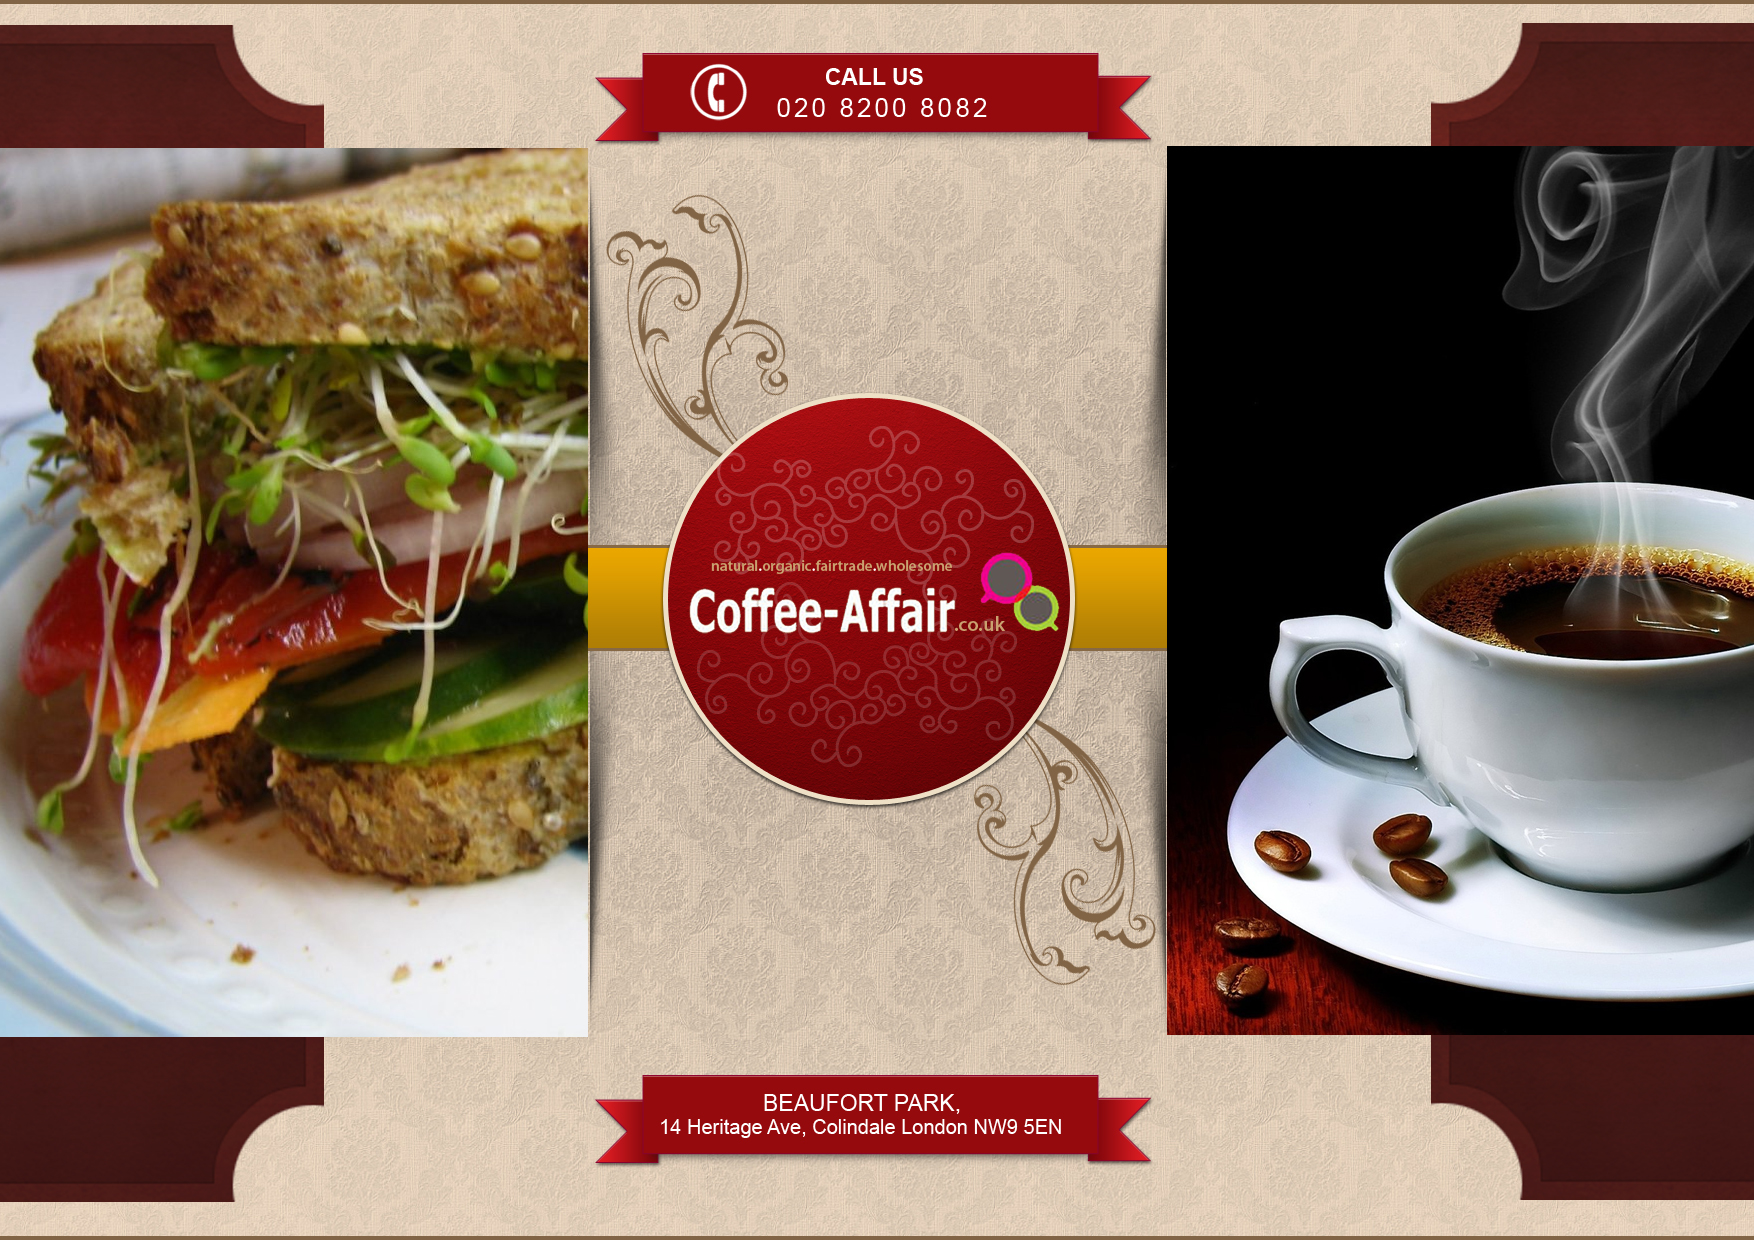 CALL US
020 8200 8082
natural.organic.fairtrade.wholesome
Coffee-Affair.co.uk
BEAUFORT PARK,
14 Heritage Ave, Colindale London NW9 5EN